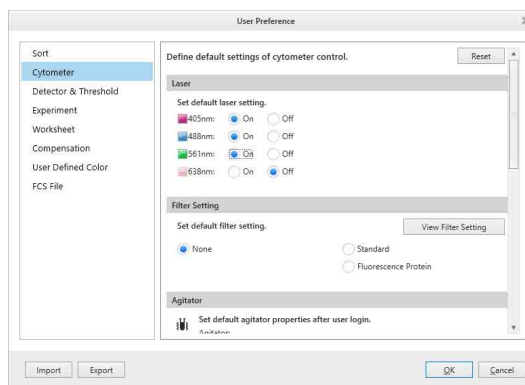 User Preference
Sort
Cytometer
Detector & Threshold
Experiment
Worksheet
Compensation
User Defined Color
FCS File
Define default settings of cytometer control.
Reset
Laser
Set default laser setting.
405nm: On Off
488nm: On Off
561nm: On Off
638nm: On Off
Filter Setting
Set default filter setting.
View Filter Setting
None
Standard
Fluorescence Protein
Agitator
Set default agitator properties after user login.
Agitator:
Import
Export
OK
Cancel